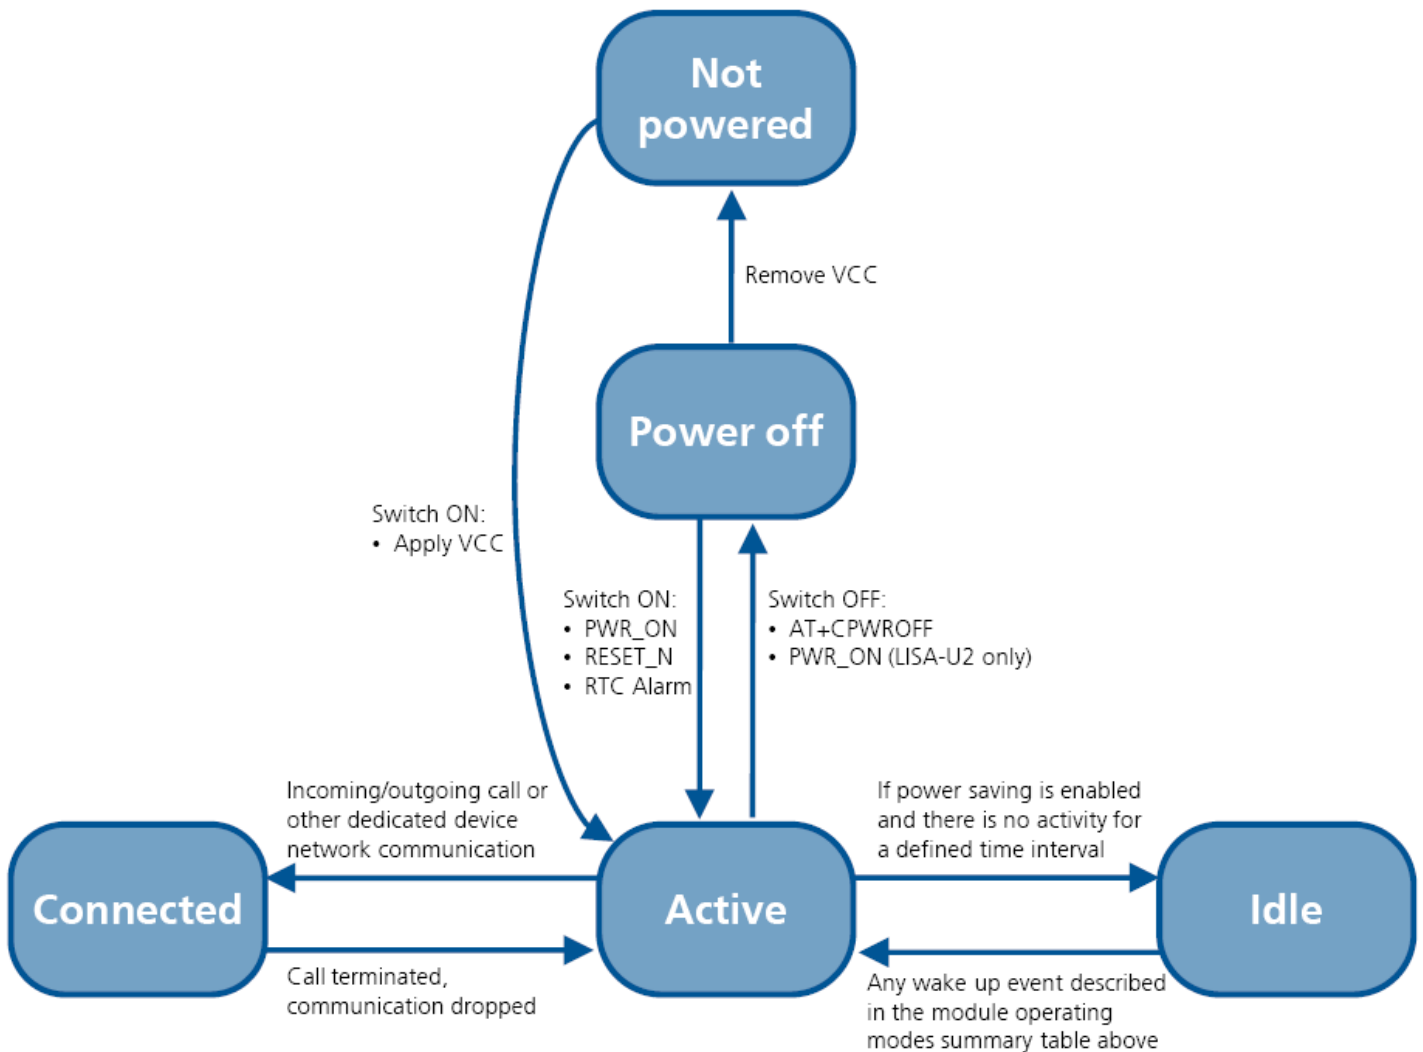 Not
powered
Remove VCC
Power off
Switch ON:
• Apply VCC
Switch ON:
• PWR_ON
• RESET_N
• RTC Alarm
Switch OFF:
• AT+CPWROFF
• PWR_ON (LISA-U2 only)
Incoming/outgoing call or
other dedicated device
network communication
If power saving is enabled
and there is no activity for
a defined time interval
Connected
Active
Idle
Call terminated,
communication dropped
Any wake up event described
in the module operating
modes summary table above